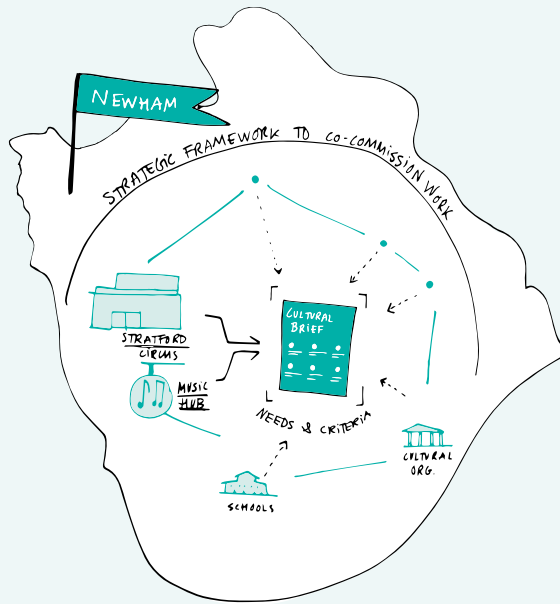 NEWHAM
STRATEGIC FRAMEWORK TO CO-COMMISSION WORK
CULTURAL
BRIEF
STRATFORD
CIRCUS
MUSIC
HUB
NEEDS & CRITERIA
CULTURAL
ORG.
SCHOOLS